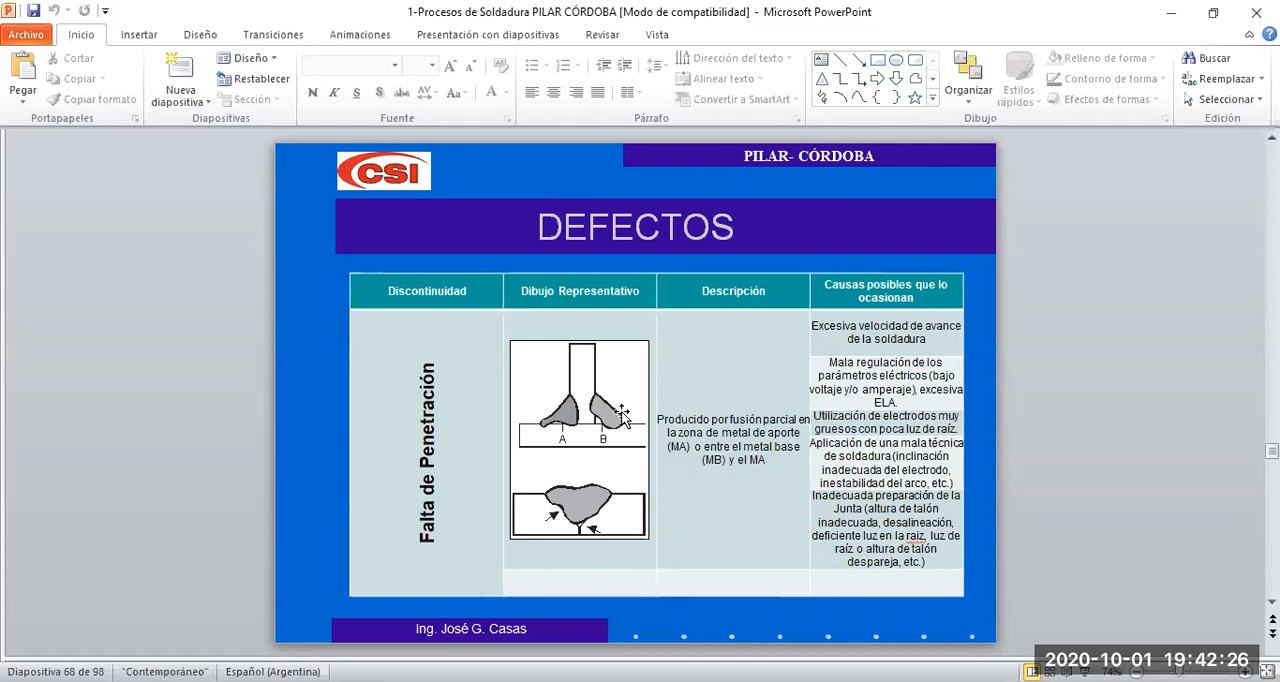 1-Procesos de Soldadura PILAR CÓRDOBA [Modo de compatibilidad] - Microsoft PowerPoint
Archivo
Inicio
Insertar
Diseño
Transiciones
Animaciones
Presentación con diapositivas
Revisar
Vista
Pegar
Cortar
Copiar
Copiar formato
Portapapeles
Nueva
diapositiva
Diseño
Restablecer
Sección
Diapositivas
N K S S abc AV Aa A
Fuente
Dirección del texto
Alinear texto
Convertir a SmartArt
Párrafo
Organizar
Estilos
rápidos
Relleno de forma
Contorno de forma
Efectos de formas
Dibujo
Buscar
Reemplazar
Seleccionar
Edición
CSI
PILAR- CÓRDOBA
DEFECTOS
Discontinuidad
Dibujo Representativo
Descripción
Causas posibles que lo
ocasionan
Falta de Penetración
A
B
Producido por fusión parcial en
la zona de metal de aporte
(MA) o entre el metal base
(MB) y el MA
Excesiva velocidad de avance
de la soldadura
Mala regulación de los
parámetros eléctricos (bajo
voltaje y/o amperaje), excesiva
ELA.
Utilización de electrodos muy
gruesos con poca luz de raíz.
Aplicación de una mala técnica
de soldadura (inclinación
inadecuada del electrodo,
inestabilidad del arco, etc.)
Inadecuada preparación de la
Junta (altura de talón
inadecuada, desalineación,
deficiente luz en la raiz, luz de
raíz o altura de talón
despareja, etc.)
Ing. José G. Casas
Diapositiva 68 de 98
"Contemporáneo"
Español (Argentina)
74%
2020-10-01 19:42:26